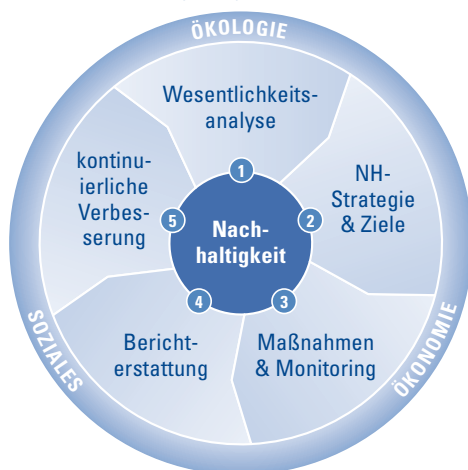 ÖKOLOGIE
Wesentlichkeits-
analyse
1
NH-
Strategie
& Ziele
2
Maßnahmen
& Monitoring
3
Bericht-
erstattung
4
kontinu-
ierliche
Verbes-
serung
5
Nach-
haltigkeit
SOZIALES
ÖKONOMIE